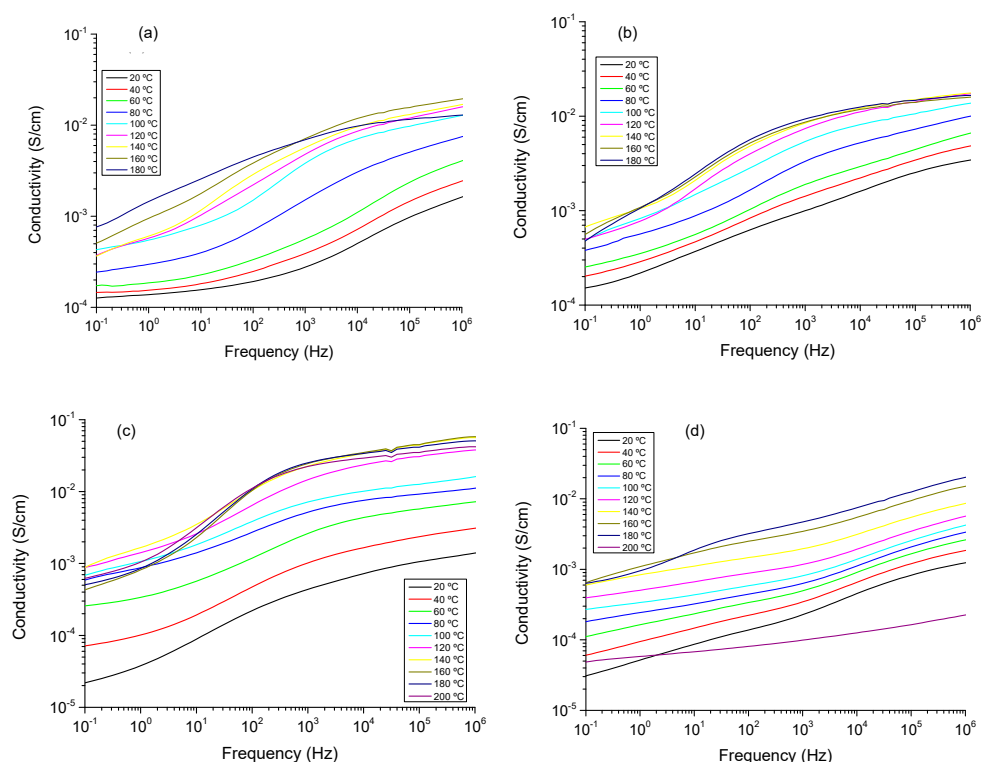 (a)
Conductivity (S/cm)
10⁻¹
10⁻²
10⁻³
10⁻⁴
20 ºC
40 ºC
60 ºC
80 ºC
100 ºC
120 ºC
140 ºC
160 ºC
180 ºC
10⁻¹ 10⁰ 10¹ 10² 10³ 10⁴ 10⁵ 10⁶
Frequency (Hz)
(b)
Conductivity (S/cm)
10⁻¹
10⁻²
10⁻³
10⁻⁴
20 ºC
40 ºC
60 ºC
80 ºC
100 ºC
120 ºC
140 ºC
160 ºC
180 ºC
10⁻¹ 10⁰ 10¹ 10² 10³ 10⁴ 10⁵ 10⁶
Frequency (Hz)
(c)
Conductivity (S/cm)
10⁻¹
10⁻²
10⁻³
10⁻⁴
10⁻⁵
20 ºC
40 ºC
60 ºC
80 ºC
100 ºC
120 ºC
140 ºC
160 ºC
180 ºC
200 ºC
10⁻¹ 10⁰ 10¹ 10² 10³ 10⁴ 10⁵ 10⁶
Frequency (Hz)
(d)
Conductivity (S/cm)
10⁻¹
10⁻²
10⁻³
10⁻⁴
10⁻⁵
20 ºC
40 ºC
60 ºC
80 ºC
100 ºC
120 ºC
140 ºC
160 ºC
180 ºC
200 ºC
10⁻¹ 10⁰ 10¹ 10² 10³ 10⁴ 10⁵ 10⁶
Frequency (Hz)